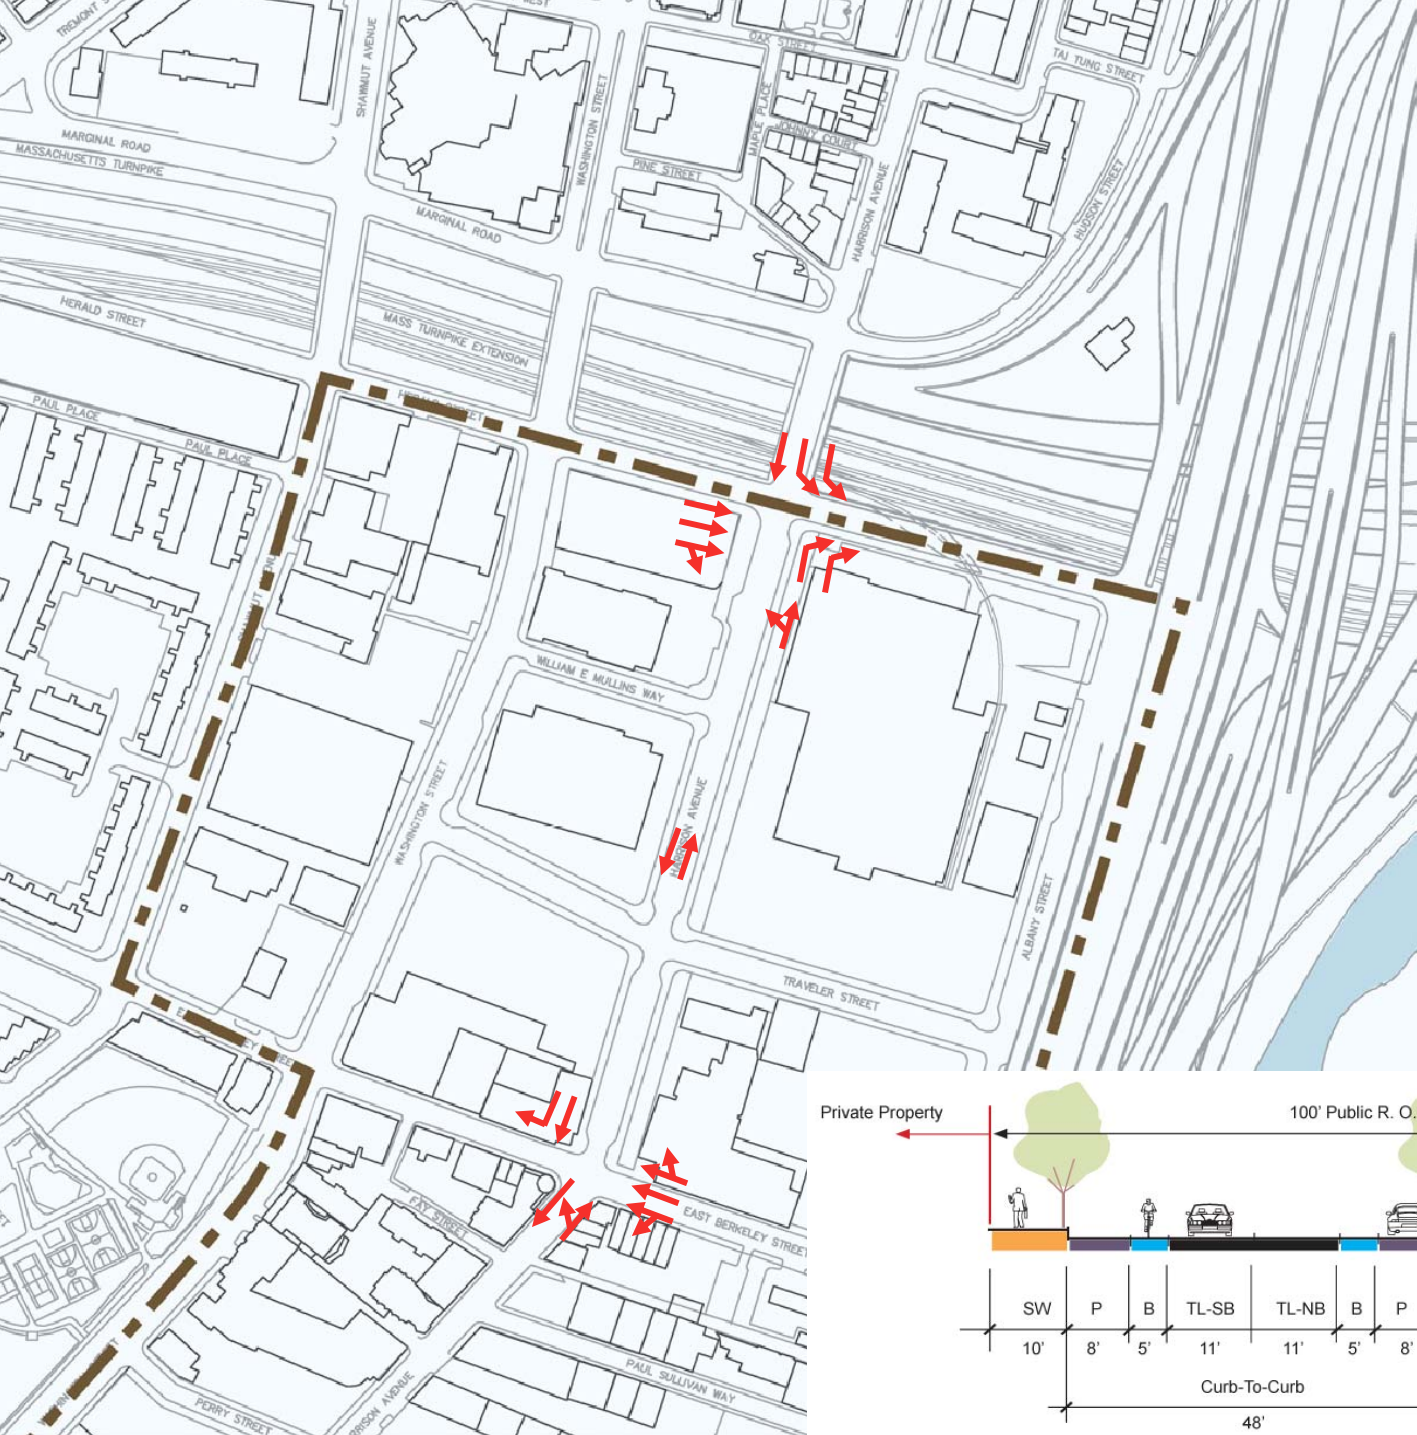 TREMONT
SHAWMUT AVENUE
WEST
OAK STREET
TAI TUNG STREET
WASHINGTON STREET
MAPLE PLACE
JOHNNY COURT
MARGINAL ROAD
MASSACHUSETTS TURNPIKE
PINE STREET
HARRISON AVENUE
HUDSON STREET
MARGINAL ROAD
HERALD STREET
MASS TURNPIKE EXTENSION
PAUL PLACE
PAUL PLACE
WILLIAM E MULLINS WAY
WASHINGTON STREET
HARRISON AVENUE
ALBANY STREET
TRAVELER STREET
FAY STREET
EAST BERKELEY STREET
PAUL SULLIVAN WAY
PERRY STREET
RRISON AVENUE
Private Property
100' Public R. O.
SW P B TL-SB TL-NB B P
10' 8' 5' 11' 11' 5' 8'
Curb-To-Curb
48'